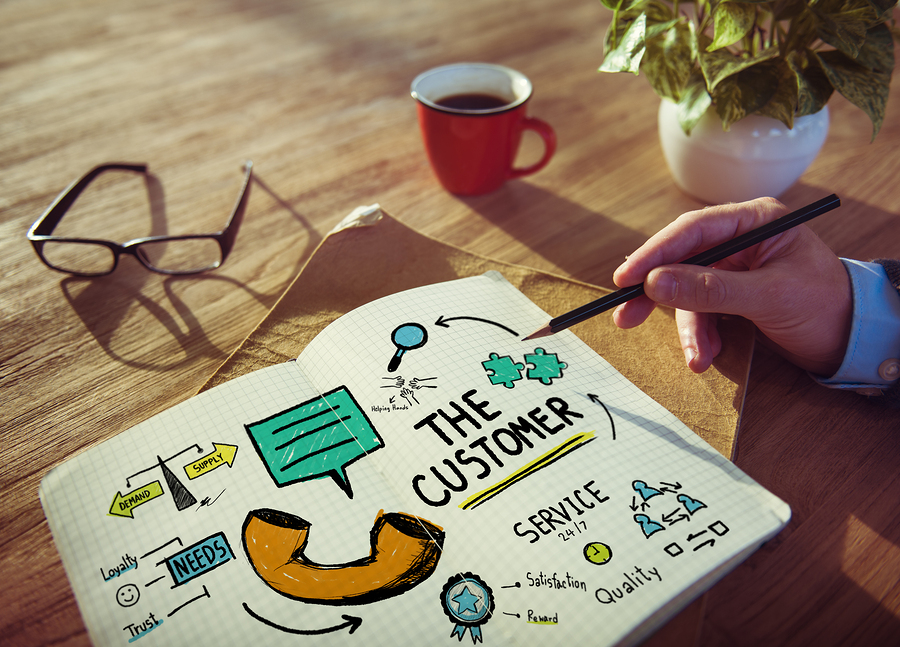 Helping Hands
THE
CUSTOMER
SUPPLY
DEMAND
SERVICE
24/7
NEEDS
Loyalty
Trust
Satisfaction
Reward
Quality